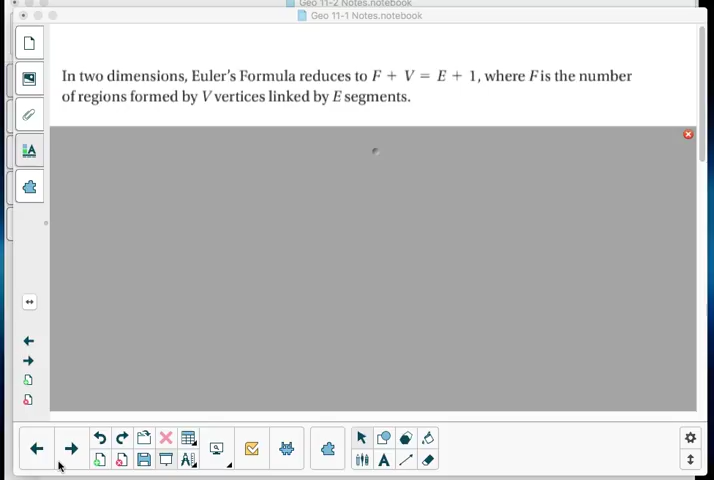 Geo 11-2 Notes.notebook
Geo 11-1 Notes.notebook
In two dimensions, Euler's Formula reduces to F + V = E + 1, where F is the number
of regions formed by V vertices linked by E segments.